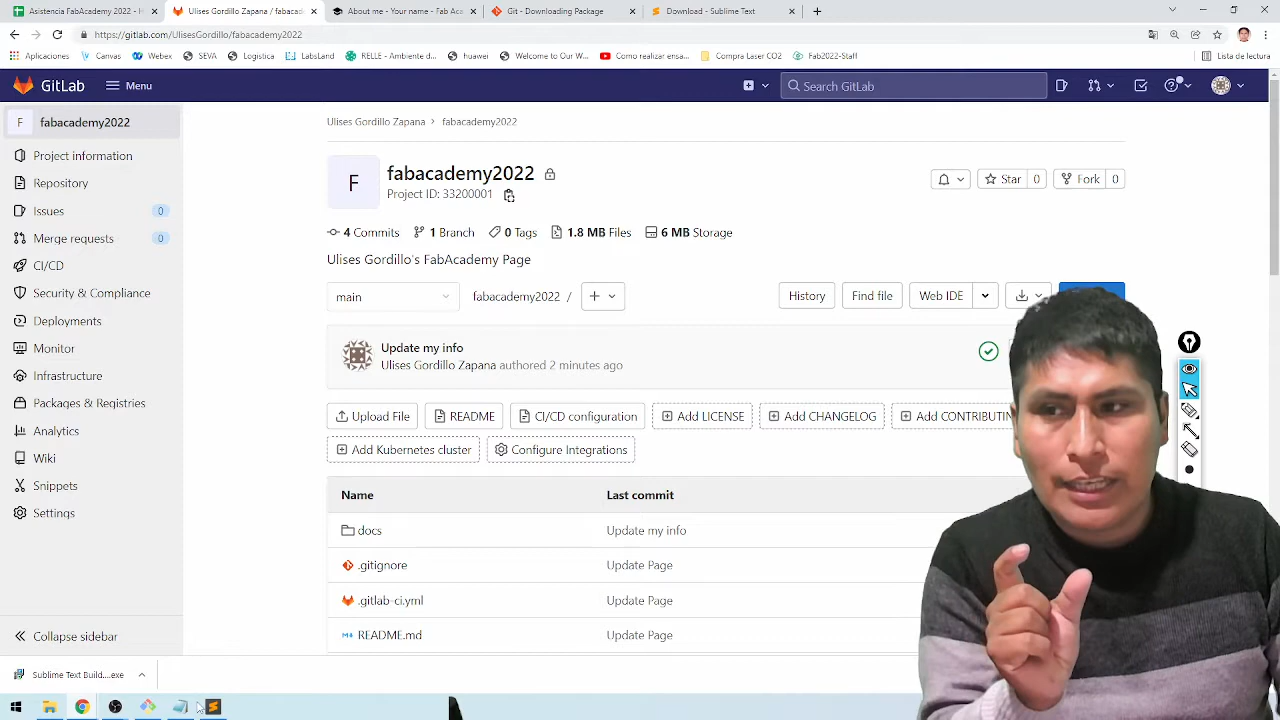 Asistencia FabAcademy 2022 - H
Ulises Gordillo Zapana / fabacad
About me - Your name - Fab Aca
Git - Downloading Package
Download - Sublime Text
https://gitlab.com/UlisesGordillo/fabacademy2022
Aplicaciones
Canva
Webex
SEVA
Logistica
LabsLand
RELLE - Ambiente d...
huawei
Welcome to Our W...
Como realizar ensa...
Compra Laser CO2
Fab2022-Staff
Lista de lectura
GitLab
Menu
Search GitLab
F fabacademy2022
Project information
Repository
Issues 0
Merge requests 0
CI/CD
Security & Compliance
Deployments
Monitor
Infrastructure
Packages & Registries
Analytics
Wiki
Snippets
Settings
Collapse sidebar
Ulises Gordillo Zapana > fabacademy2022
F
fabacademy2022
Project ID: 33200001
Star 0
Fork 0
4 Commits
1 Branch
0 Tags
1.8 MB Files
6 MB Storage
Ulises Gordillo's FabAcademy Page
main
fabacademy2022 /
History
Find file
Web IDE
Update my info
Ulises Gordillo Zapana authored 2 minutes ago
Upload File
README
CI/CD configuration
Add LICENSE
Add CHANGELOG
Add CONTRIBUTIN
Add Kubernetes cluster
Configure Integrations
Name Last commit
docs Update my info
.gitignore Update Page
.gitlab-ci.yml Update Page
README.md Update Page
Sublime Text Build....exe